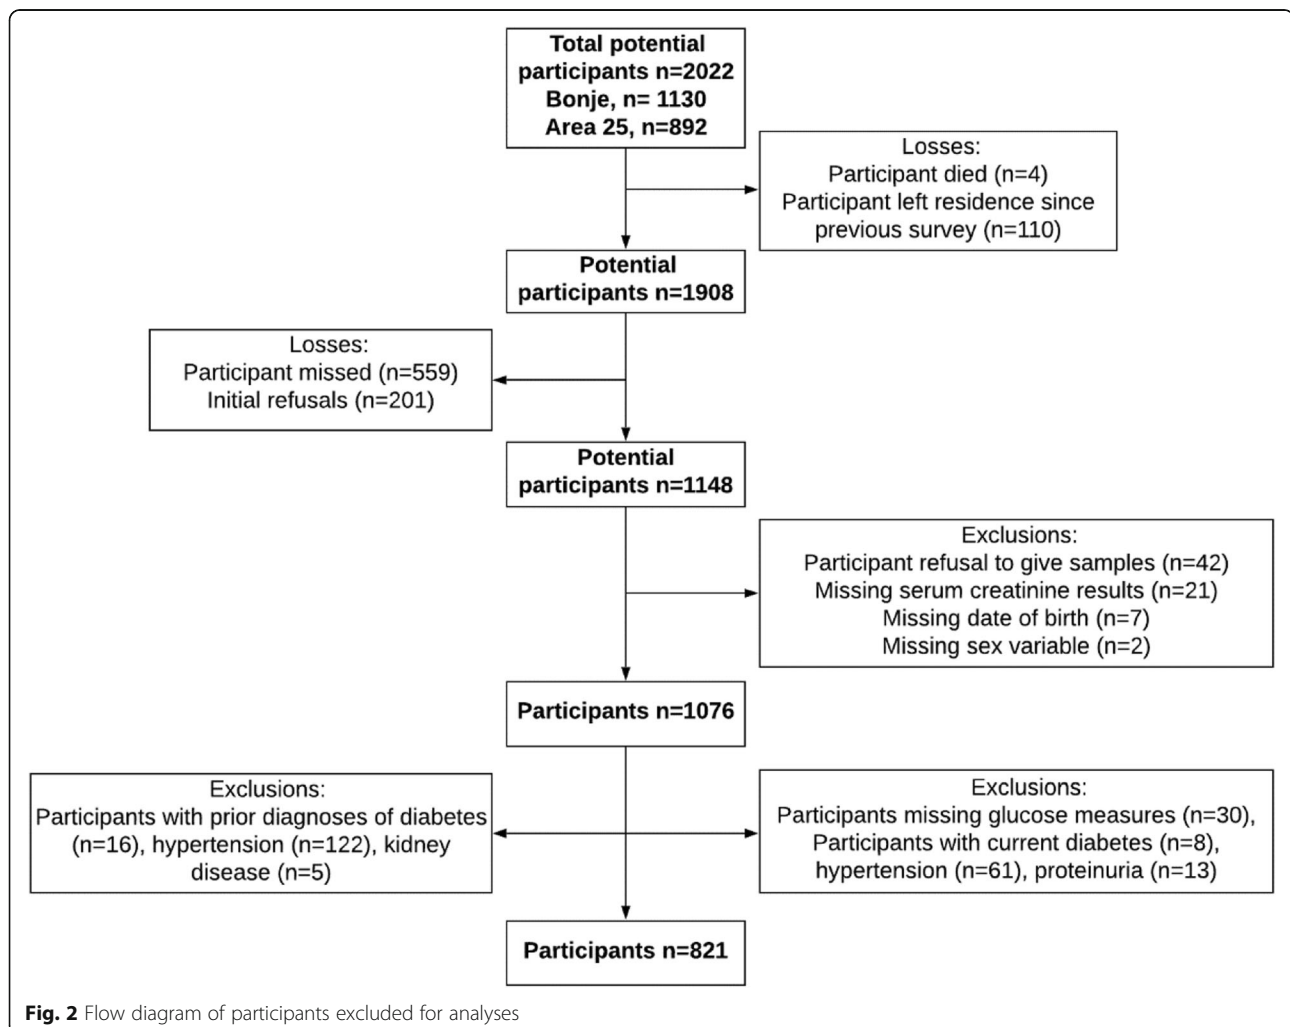 Total potential
participants n=2022
Bonje, n= 1130
Area 25, n=892
Losses:
Participant died (n=4)
Participant left residence since
previous survey (n=110)
Potential
participants n=1908
Losses:
Participant missed (n=559)
Initial refusals (n=201)
Potential
participants n=1148
Exclusions:
Participant refusal to give samples (n=42)
Missing serum creatinine results (n=21)
Missing date of birth (n=7)
Missing sex variable (n=2)
Participants n=1076
Exclusions:
Participants with prior diagnoses of diabetes
(n=16), hypertension (n=122), kidney
disease (n=5)
Exclusions:
Participants missing glucose measures (n=30),
Participants with current diabetes (n=8),
hypertension (n=61), proteinuria (n=13)
Participants n=821
Fig. 2 Flow diagram of participants excluded for analyses